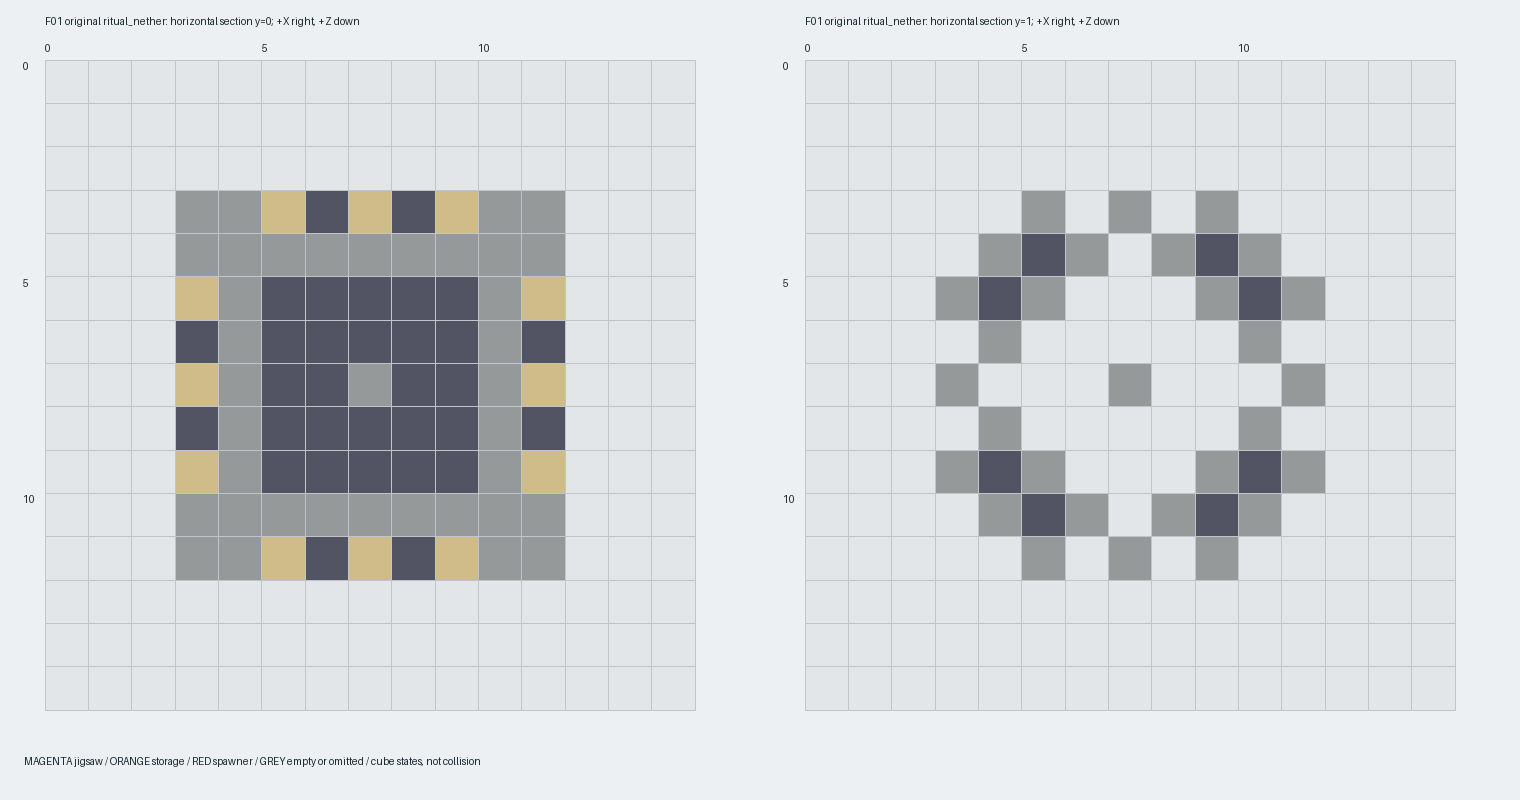 F01 original ritual_nether: horizontal section y=0; +X right, +Z down
0 5 10
0
5
10
F01 original ritual_nether: horizontal section y=1; +X right, +Z down
0 5 10
0
5
10
MAGENTA jigsaw / ORANGE storage / RED spawner / GREY empty or omitted / cube states, not collision